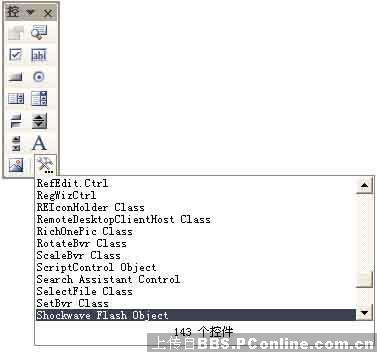 控
abl
A
RefEdit.Ctrl
RegWizCtrl
REIconHolder Class
RemoteDesktopClientHost Class
RichOnePic Class
RotateBvr Class
ScaleBvr Class
ScriptControl Object
Search Assistant Control
SelectFile Class
SetBvr Class
Shockwave Flash Object
143 个控件
上传自BBS.PConline.com.cn